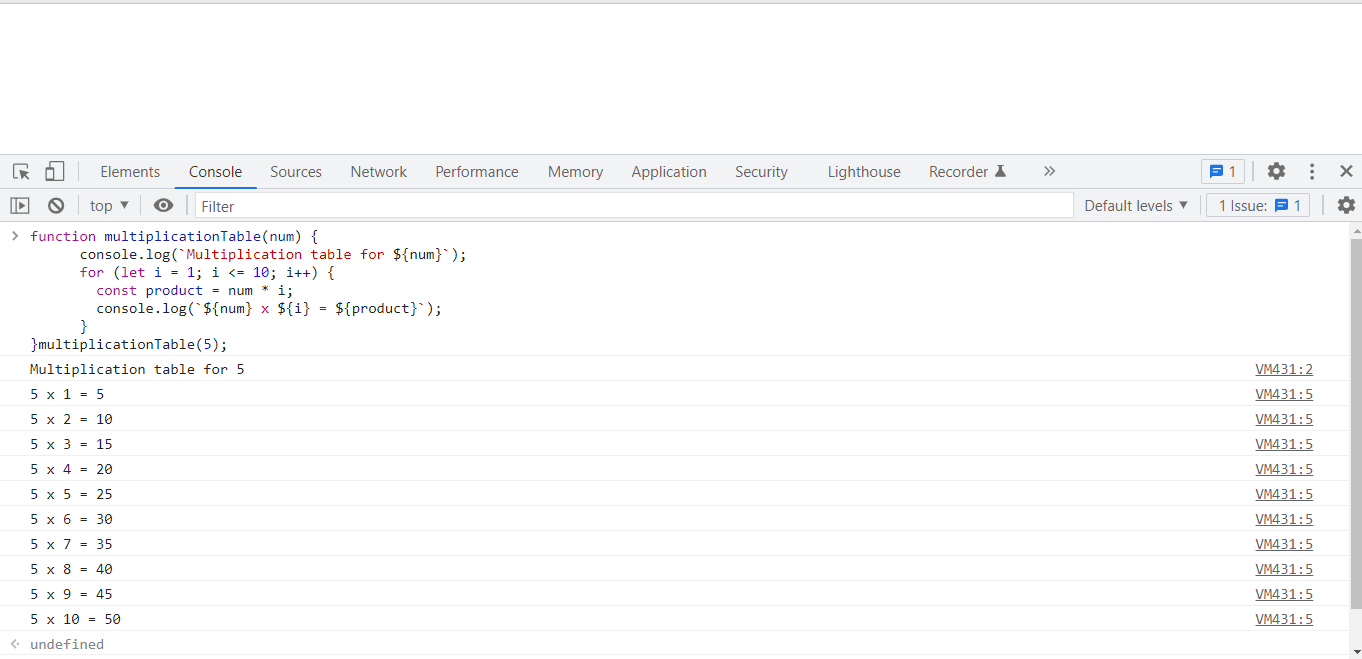 Elements Console Sources Network Performance Memory Application Security Lighthouse Recorder 1
top Filter Default levels 1 Issue: 1
function multiplicationTable(num) {
      console.log(`Multiplication table for ${num}`);
      for (let i = 1; i <= 10; i++) {
        const product = num * i;
        console.log(`${num} x ${i} = ${product}`);
      }
}multiplicationTable(5);
Multiplication table for 5 VM431:2
5 x 1 = 5 VM431:5
5 x 2 = 10 VM431:5
5 x 3 = 15 VM431:5
5 x 4 = 20 VM431:5
5 x 5 = 25 VM431:5
5 x 6 = 30 VM431:5
5 x 7 = 35 VM431:5
5 x 8 = 40 VM431:5
5 x 9 = 45 VM431:5
5 x 10 = 50 VM431:5
undefined